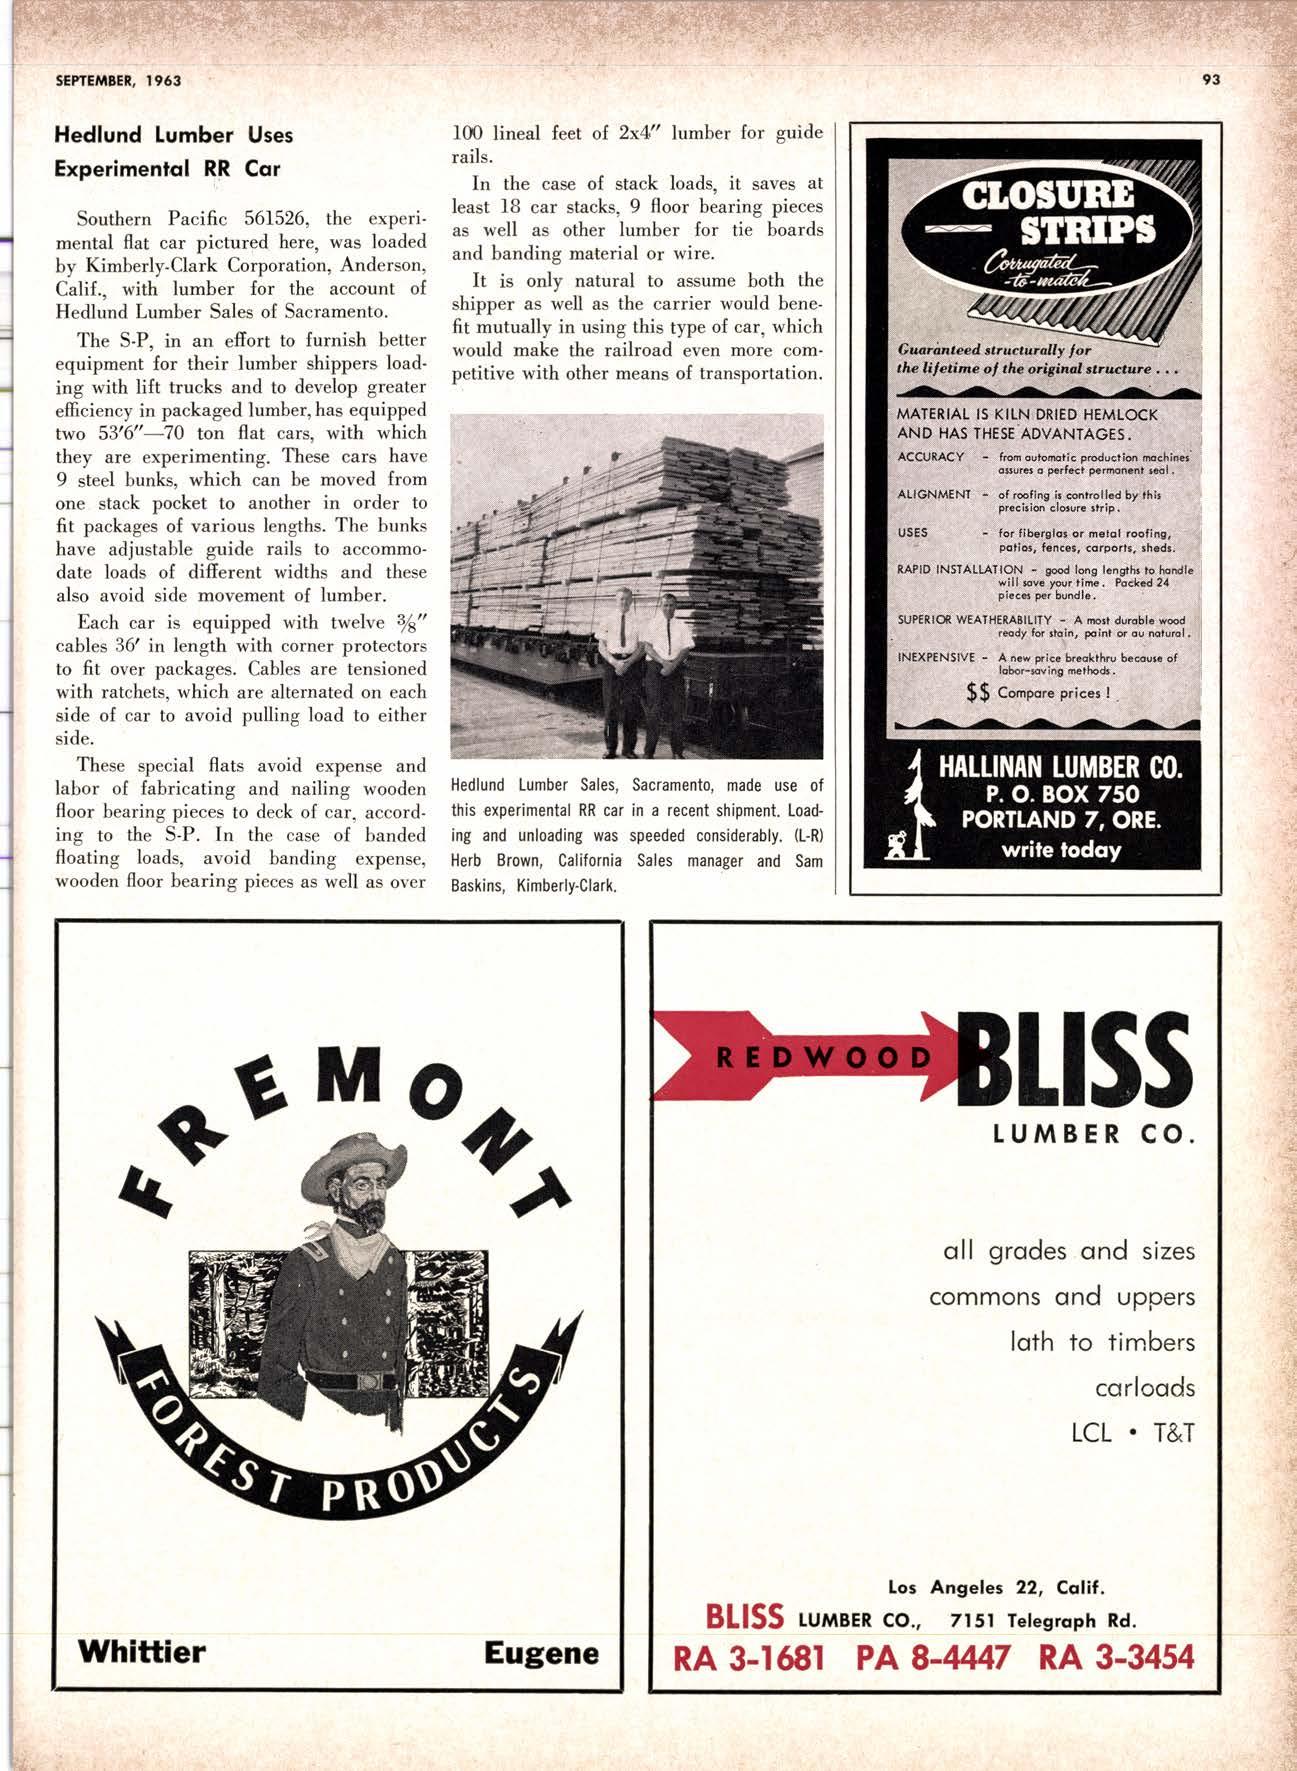 SEPTEMBER, 1963
93
Hedlund Lumber Uses
Experimental RR Car
Southern Pacific 561526, the experi-
mental flat car pictured here, was loaded
by Kimberly-Clark Corporation, Anderson,
Calif., with lumber for the account of
Hedlund Lumber Sales of Sacramento.
The S-P, in an effort to furnish better
equipment for their lumber shippers load-
ing with lift trucks and to develop greater
efficiency in packaged lumber, has equipped
two 53′6″—70 ton flat cars, with which
they are experimenting. These cars have
9 steel bunks, which can be moved from
one stack pocket to another in order to
fit packages of various lengths. The bunks
have adjustable guide rails to accommo-
date loads of different widths and these
also avoid side movement of lumber.
Each car is equipped with twelve ⅜″
cables 36′ in length with corner protectors
to fit over packages. Cables are tensioned
with ratchets, which are alternated on each
side of car to avoid pulling load to either
side.
These special flats avoid expense and
labor of fabricating and nailing wooden
floor bearing pieces to deck of car, accord-
ing to the S-P. In the case of banded
floating loads, avoid banding expense,
wooden floor bearing pieces as well as over
100 lineal feet of 2x4″ lumber for guide
rails.
In the case of stack loads, it saves at
least 18 car stacks, 9 floor bearing pieces
as well as other lumber for tie boards
and banding material or wire.
It is only natural to assume both the
shipper as well as the carrier would bene-
fit mutually in using this type of car, which
would make the railroad even more com-
petitive with other means of transportation.
Hedlund Lumber Sales, Sacramento, made use of
this experimental RR car in a recent shipment. Load-
ing and unloading was speeded considerably. (L-R)
Herb Brown, California Sales manager and Sam
Baskins, Kimberly-Clark.
CLOSURE
STRIPS
Corrugated
-to-match
Guaranteed structurally for
the lifetime of the original structure . . .
MATERIAL IS KILN DRIED HEMLOCK
AND HAS THESE ADVANTAGES.
ACCURACY - from automatic production machines
assures a perfect permanent seal.
ALIGNMENT - of roofing is controlled by this
precision closure strip.
USES - for fiberglas or metal roofing,
patios, fences, carports, sheds.
RAPID INSTALLATION - good long lengths to handle
will save your time. Packed 24
pieces per bundle.
SUPERIOR WEATHERABILITY - A most durable wood
ready for stain, paint or au natural.
INEXPENSIVE - A new price breakthru because of
labor-saving methods.
$$ Compare prices !
HALLINAN LUMBER CO.
P. O. BOX 750
PORTLAND 7, ORE.
write today
FREMONT
FOREST PRODUCTS
Whittier Eugene
REDWOOD BLISS
LUMBER CO.
all grades and sizes
commons and uppers
lath to timbers
carloads
LCL • T&T
Los Angeles 22, Calif.
BLISS LUMBER CO., 7151 Telegraph Rd.
RA 3-1681 PA 8-4447 RA 3-3454